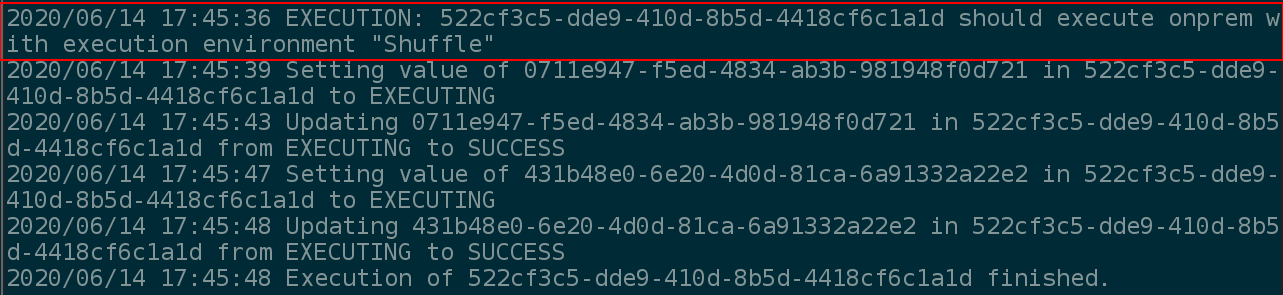 2020/06/14 17:45:36 EXECUTION: 522cf3c5-dde9-410d-8b5d-4418cf6c1a1d should execute onprem w
ith execution environment "Shuffle"
2020/06/14 17:45:39 Setting value of 0711e947-f5ed-4834-ab3b-981948f0d721 in 522cf3c5-dde9-
410d-8b5d-4418cf6c1a1d to EXECUTING
2020/06/14 17:45:43 Updating 0711e947-f5ed-4834-ab3b-981948f0d721 in 522cf3c5-dde9-410d-8b5
d-4418cf6c1a1d from EXECUTING to SUCCESS
2020/06/14 17:45:47 Setting value of 431b48e0-6e20-4d0d-81ca-6a91332a22e2 in 522cf3c5-dde9-
410d-8b5d-4418cf6c1a1d to EXECUTING
2020/06/14 17:45:48 Updating 431b48e0-6e20-4d0d-81ca-6a91332a22e2 in 522cf3c5-dde9-410d-8b5
d-4418cf6c1a1d from EXECUTING to SUCCESS
2020/06/14 17:45:48 Execution of 522cf3c5-dde9-410d-8b5d-4418cf6c1a1d finished.